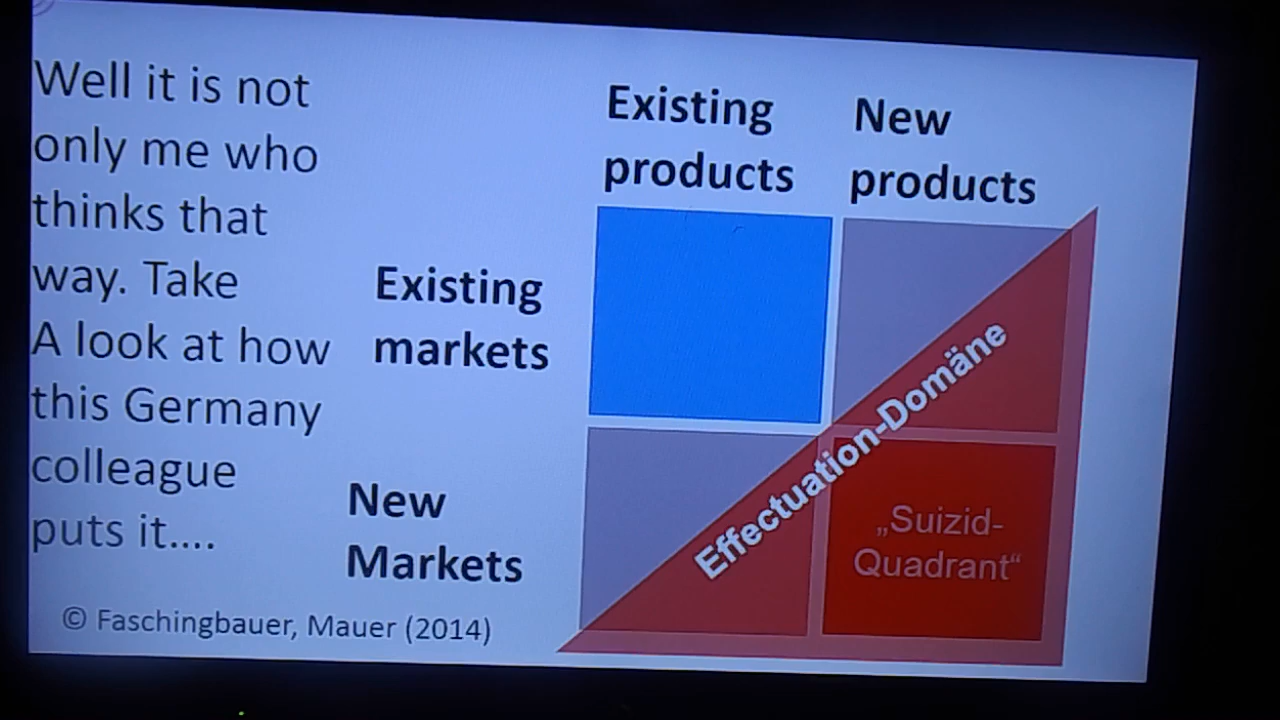 Well it is not
only me who
thinks that
way. Take
A look at how
this Germany
colleague
puts it....
Existing
products
New
products
Existing
markets
New
Markets
Effectuation-Domäne
„Suizid-
Quadrant“
© Faschingbauer, Mauer (2014)